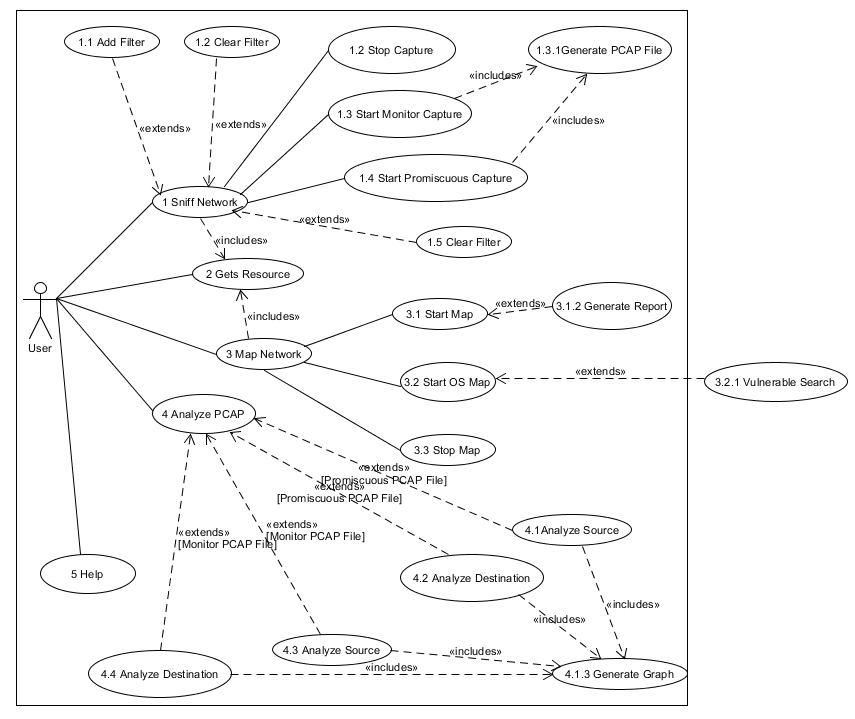 1.1 Add Filter
1.2 Clear Filter
1.2 Stop Capture
1.3.1Generate PCAP File
«includes»
1.3 Start Monitor Capture
«extends»
«extends»
«includes»
1.4 Start Promiscuous Capture
1 Sniff Network
«extends»
«includes»
1.5 Clear Filter
2 Gets Resource
«includes»
3.1 Start Map
«extends»
3.1.2 Generate Report
User
3 Map Network
3.2 Start OS Map
«extends»
3.2.1 Vulnerable Search
4 Analyze PCAP
3.3 Stop Map
«extends»
[Promiscuous PCAP File]
«extends»
[Promiscuous PCAP File]
«extends»
[Monitor PCAP File]
«extends»
[Monitor PCAP File]
4.1Analyze Source
5 Help
4.2 Analyze Destination
«includes»
«includes»
4.3 Analyze Source
«includes»
«includes»
4.4 Analyze Destination
4.1.3 Generate Graph